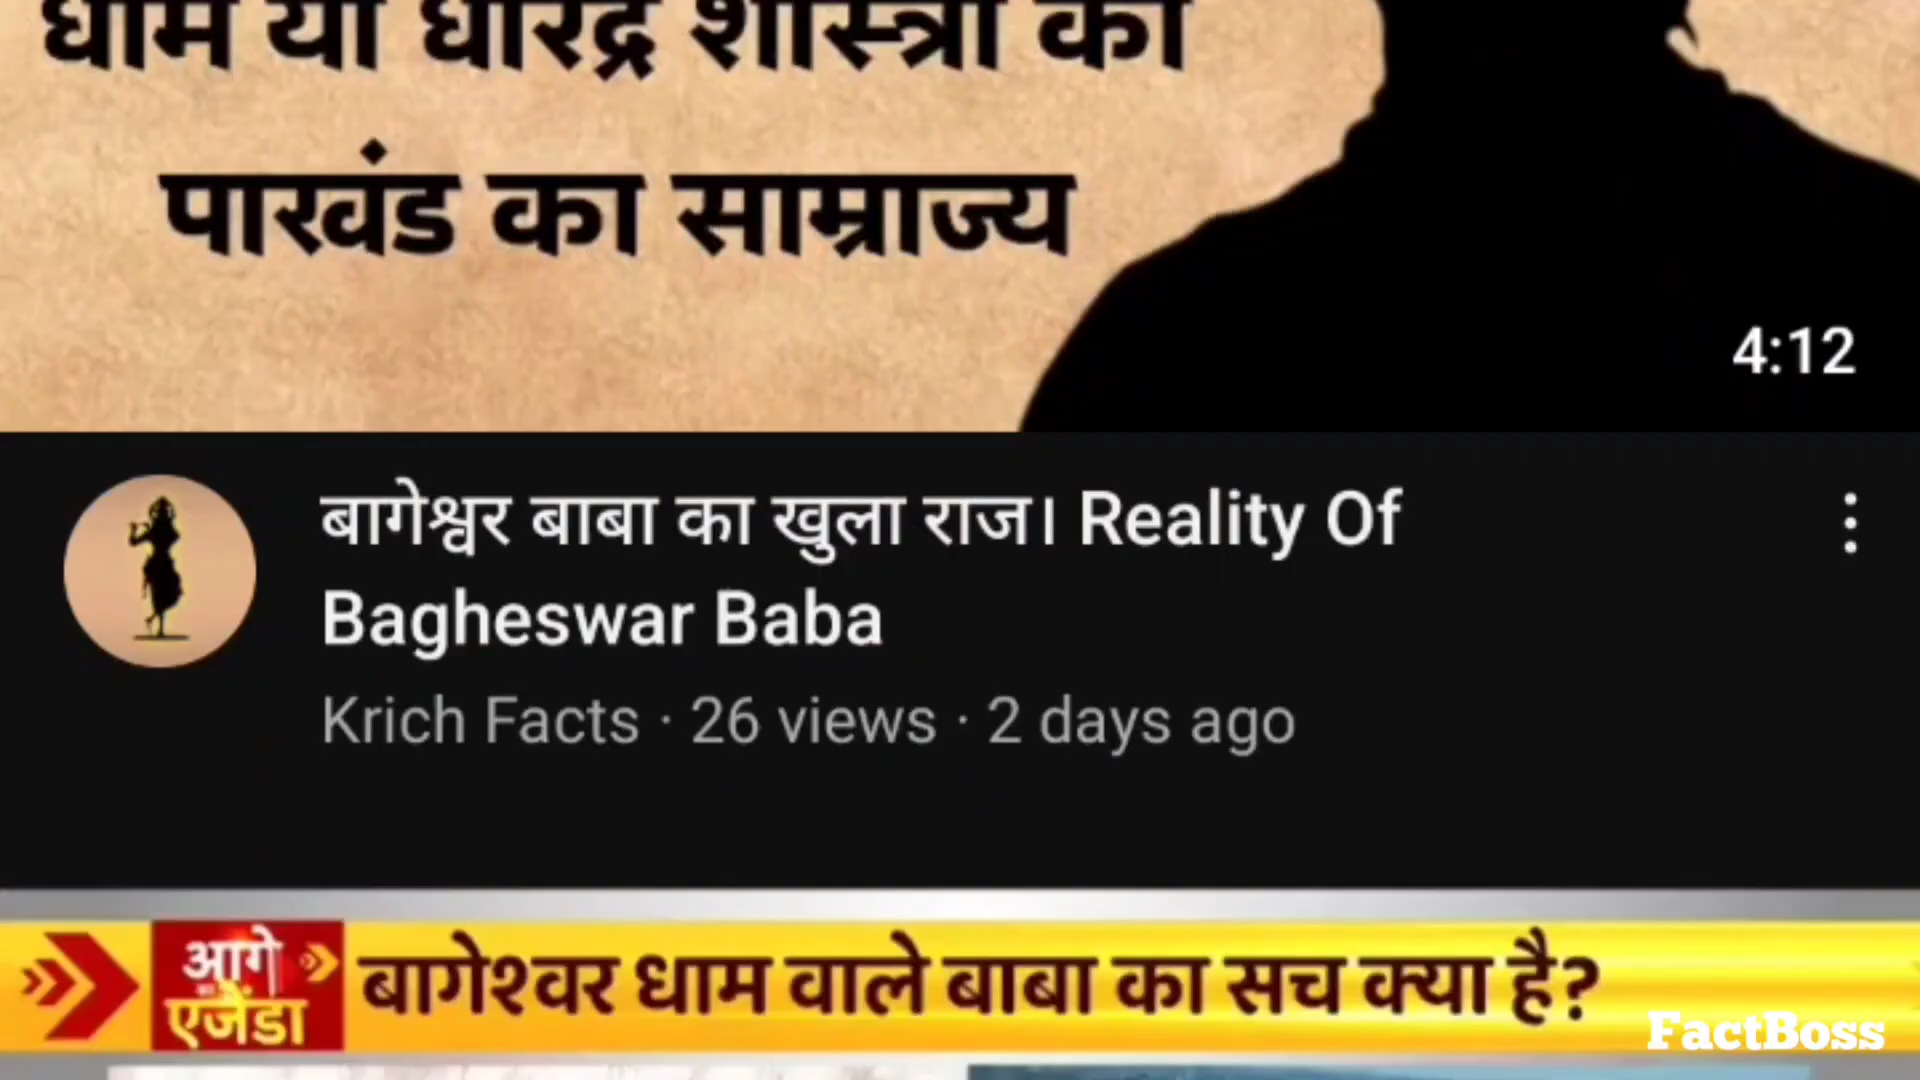 धाम या धीरेंद्र शास्त्री का
पाखंड का साम्राज्य
4:12
बागेश्वर बाबा का खुला राज। Reality Of
Bagheswar Baba
Krich Facts · 26 views · 2 days ago
आगे
एजेंडा
बागेश्वर धाम वाले बाबा का सच क्या है?
FactBoss